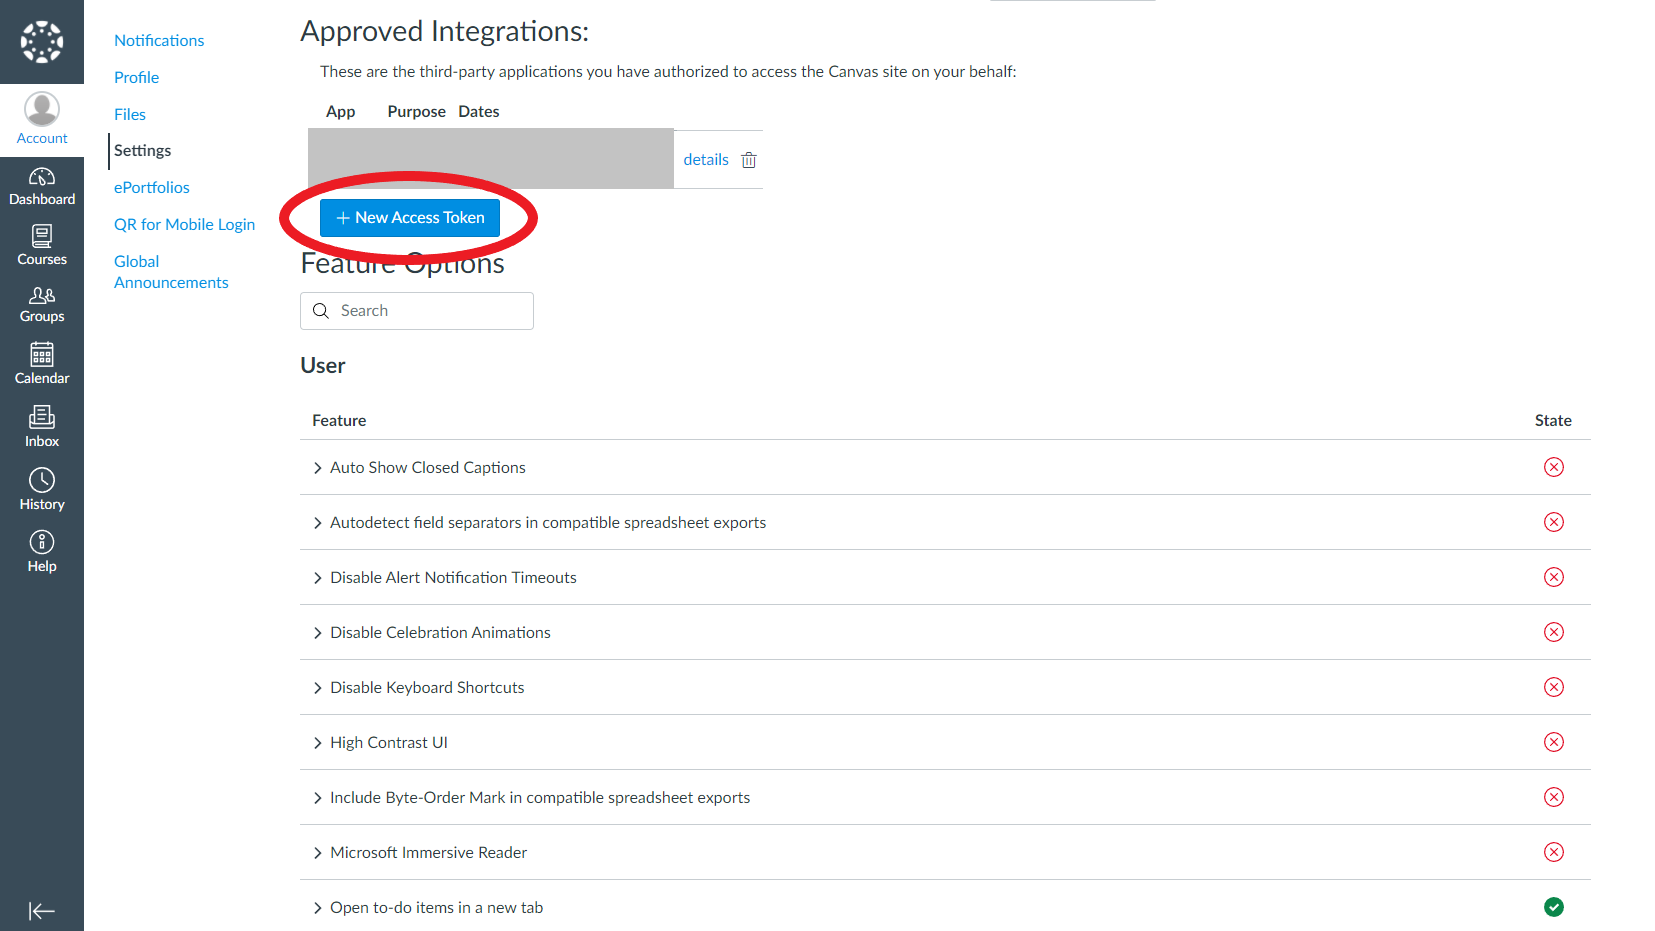 Account
Dashboard
Courses
Groups
Calendar
Inbox
History
Help
Notifications
Profile
Files
Settings
ePortfolios
QR for Mobile Login
Global
Announcements
Approved Integrations:
These are the third-party applications you have authorized to access the Canvas site on your behalf:
App Purpose Dates
details
New Access Token
Feature Options
Search
User
Feature State
Auto Show Closed Captions
Autodetect field separators in compatible spreadsheet exports
Disable Alert Notification Timeouts
Disable Celebration Animations
Disable Keyboard Shortcuts
High Contrast UI
Include Byte-Order Mark in compatible spreadsheet exports
Microsoft Immersive Reader
Open to-do items in a new tab